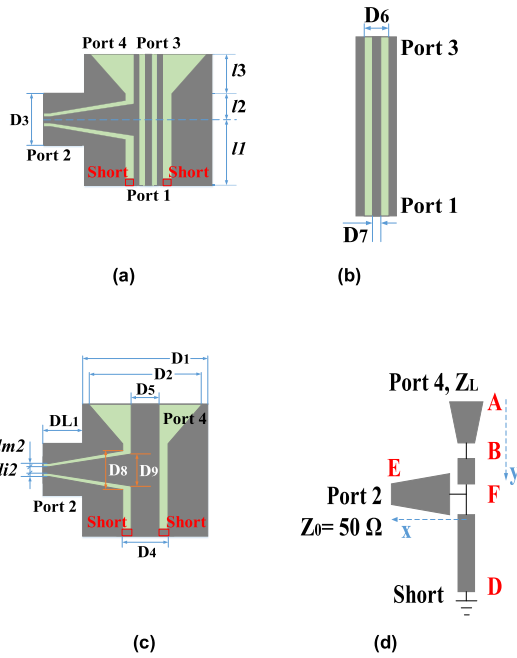 Port 4 Port 3
l3
l2
D3
l1
Port 2
Short Short
Port 1
(a)
D6
Port 3
Port 1
D7
(b)
D1
D2
D5
DL1
Port 4
D8 D9
Port 2
Short Short
D4
(c)
Port 4, ZL
A
B
y
E
F
Port 2
Z0= 50 Ω
x
Short
D
(d)